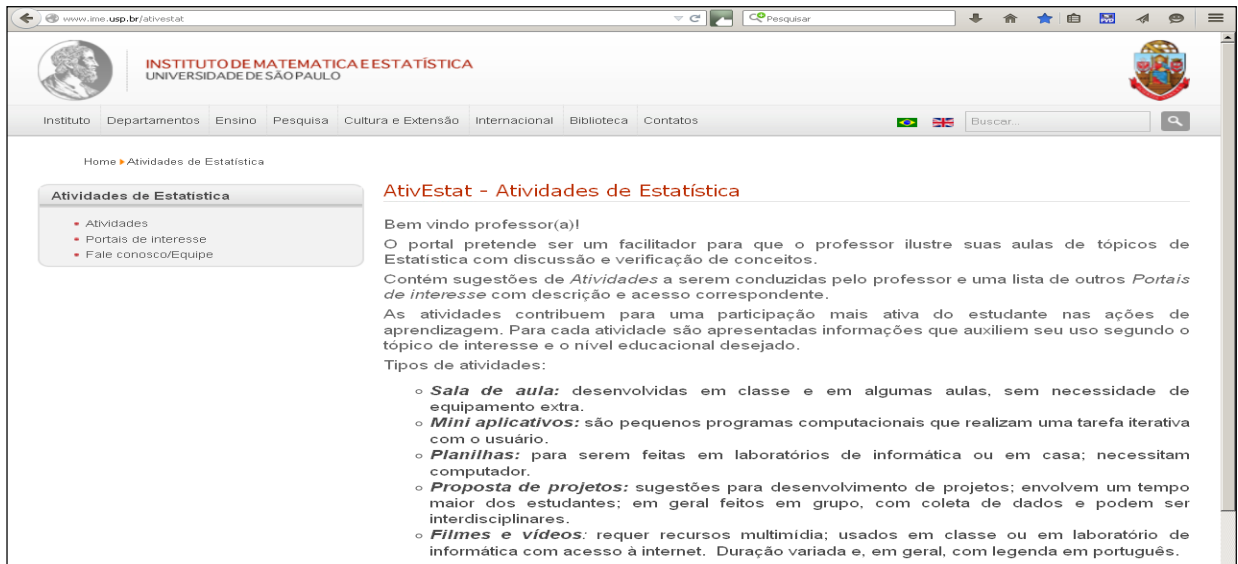 www.ime.usp.br/ativestat
Pesquisar
INSTITUTO DE MATEMATICA E ESTATÍSTICA
UNIVERSIDADE DE SÃO PAULO
Instituto Departamentos Ensino Pesquisa Cultura e Extensão Internacional Biblioteca Contatos
Buscar...
Home Atividades de Estatística
Atividades de Estatística
Atividades
Portais de interesse
Fale conosco/Equipe
AtivEstat - Atividades de Estatística
Bem vindo professor(a)!
O portal pretende ser um facilitador para que o professor ilustre suas aulas de tópicos de
Estatística com discussão e verificação de conceitos.
Contém sugestões de Atividades a serem conduzidas pelo professor e uma lista de outros Portais
de interesse com descrição e acesso correspondente.
As atividades contribuem para uma participação mais ativa do estudante nas ações de
aprendizagem. Para cada atividade são apresentadas informações que auxiliem seu uso segundo o
tópico de interesse e o nível educacional desejado.
Tipos de atividades:
Sala de aula: desenvolvidas em classe e em algumas aulas, sem necessidade de
equipamento extra.
Mini aplicativos: são pequenos programas computacionais que realizam uma tarefa iterativa
com o usuário.
Planilhas: para serem feitas em laboratórios de informática ou em casa; necessitam
computador.
Proposta de projetos: sugestões para desenvolvimento de projetos; envolvem um tempo
maior dos estudantes; em geral feitos em grupo, com coleta de dados e podem ser
interdisciplinares.
Filmes e vídeos: requer recursos multimídia; usados em classe ou em laboratório de
informática com acesso à internet. Duração variada e, em geral, com legenda em português.